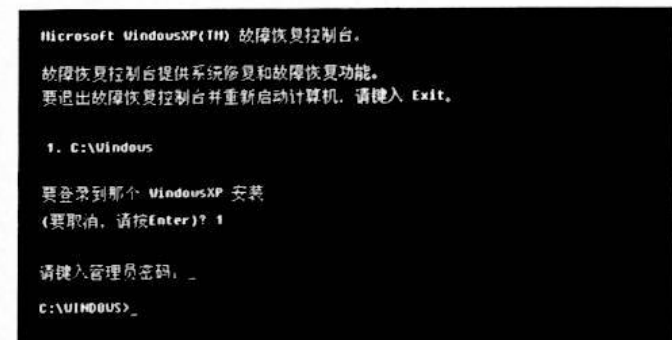 Microsoft WindowsXP(TM) 故障恢复控制台.
故障恢复控制台提供系统修复和故障恢复功能。
要退出故障恢复控制台并重新启动计算机, 请键入 Exit。
1. C:\Windows
要登录到那个 WindowsXP 安装
(要取消, 请按Enter)? 1
请键入管理员密码: _
C:\WINDOWS>_